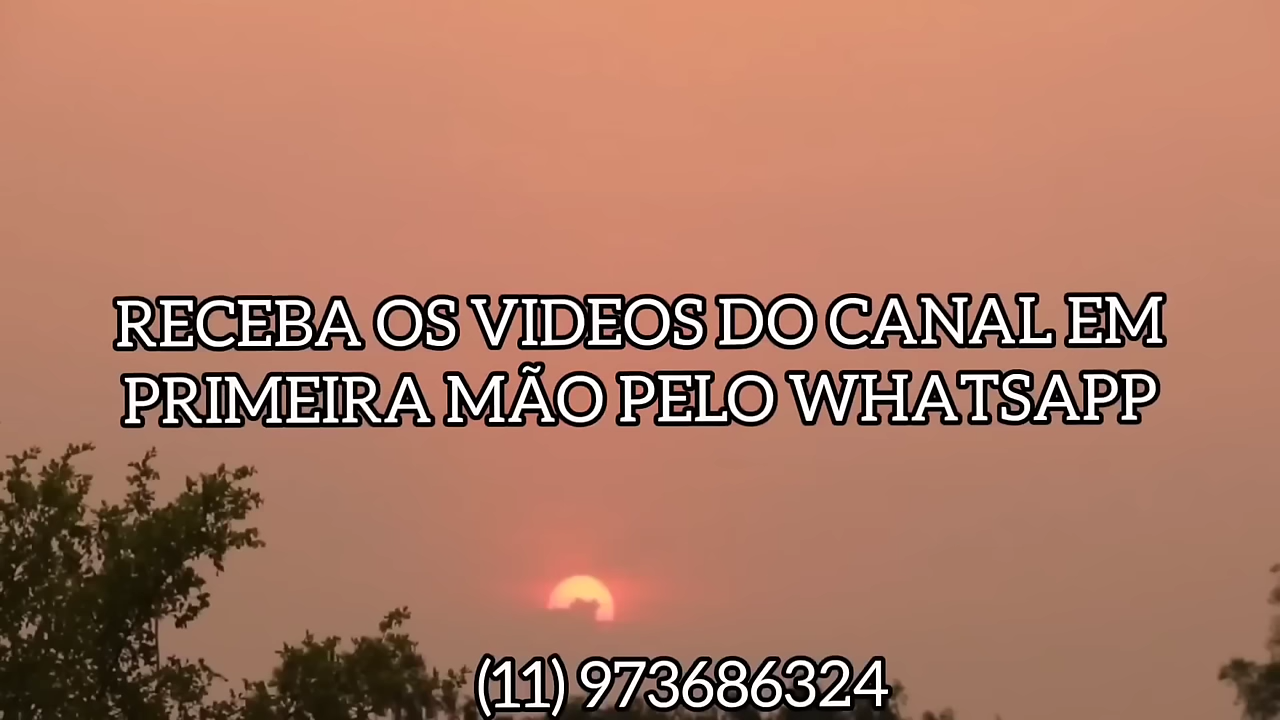 RECEBA OS VIDEOS DO CANAL EM
PRIMEIRA MÃO PELO WHATSAPP
(11) 973686324